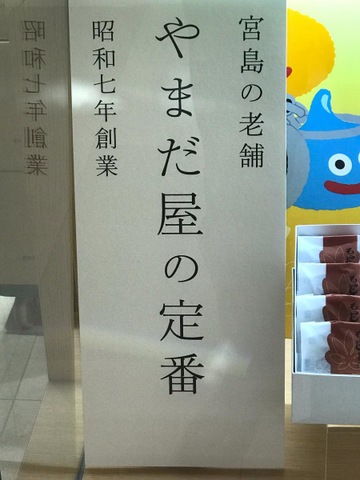 宮島の老舗
やまだ屋の定番
昭和七年創業